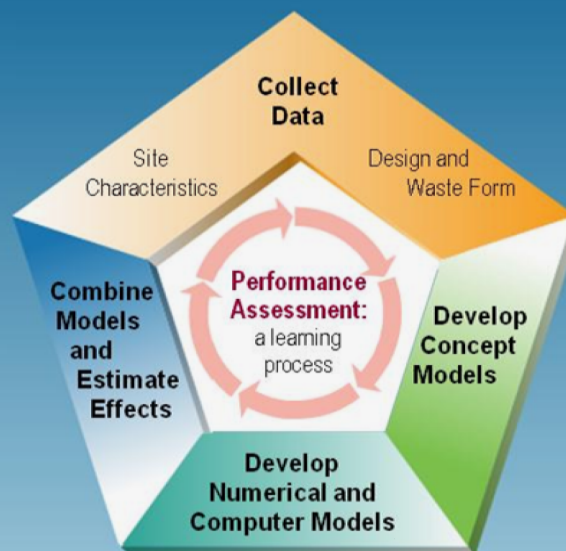 Collect
Data
Site
Characteristics
Design and
Waste Form
Combine
Models
and
Estimate
Effects
Performance
Assessment:
a learning
process
Develop
Concept
Models
Develop
Numerical and
Computer Models